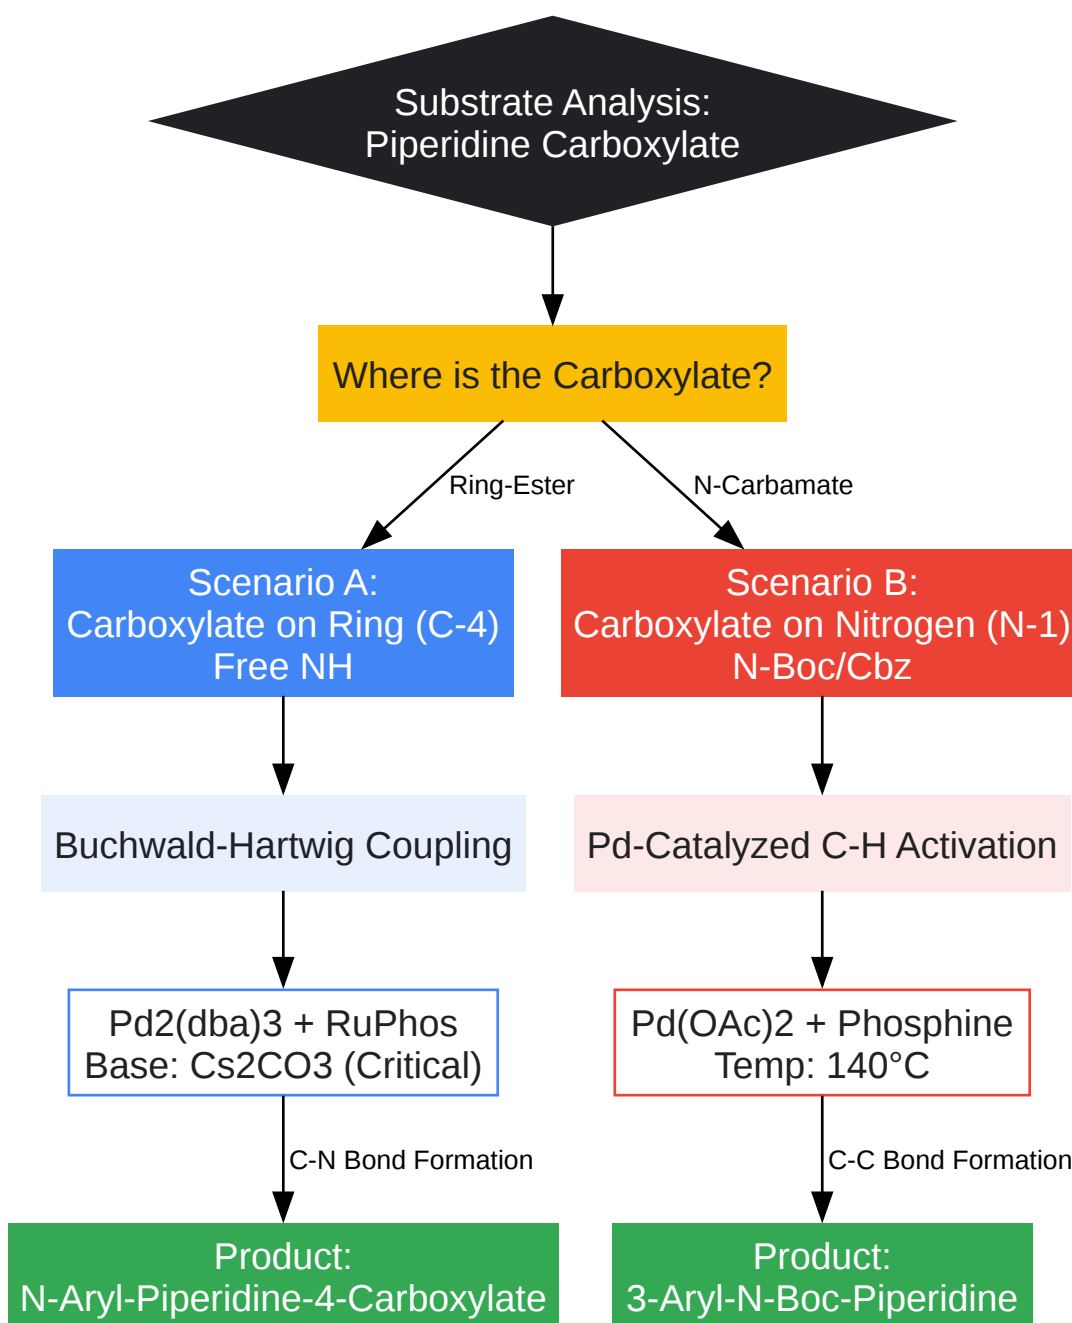 Substrate Analysis:
Piperidine Carboxylate
Where is the Carboxylate?
Ring-Ester
N-Carbamate
Scenario A:
Carboxylate on Ring (C-4)
Free NH
Scenario B:
Carboxylate on Nitrogen (N-1)
N-Boc/Cbz
Buchwald-Hartwig Coupling
Pd-Catalyzed C-H Activation
Pd2(dba)3 + RuPhos
Base: Cs2CO3 (Critical)
Pd(OAc)2 + Phosphine
Temp: 140°C
C-N Bond Formation
C-C Bond Formation
Product:
N-Aryl-Piperidine-4-Carboxylate
Product:
3-Aryl-N-Boc-Piperidine